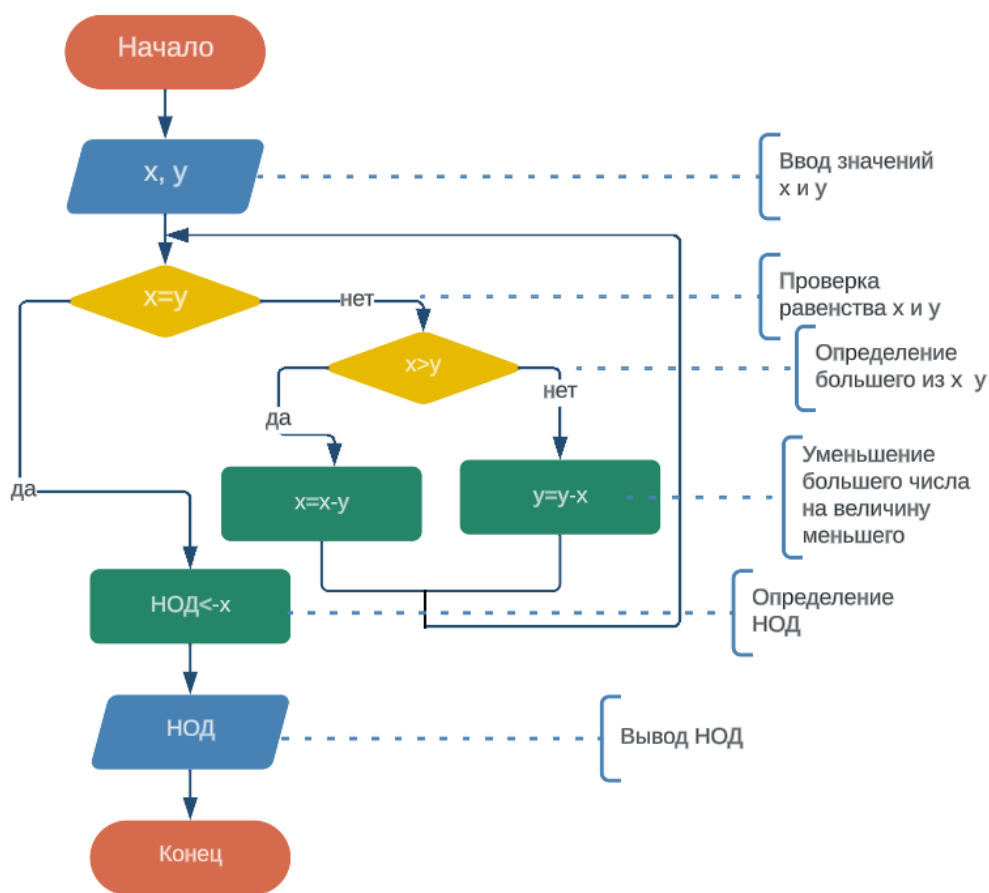 Начало
x, y
Ввод значений
x и y
x=y
нет
Проверка
равенства x и y
x>y
Определение
большего из x y
да
нет
да
x=x-y
y=y-x
Уменьшение
большего числа
на величину
меньшего
НОД<-x
Определение
НОД
НОД
Вывод НОД
Конец